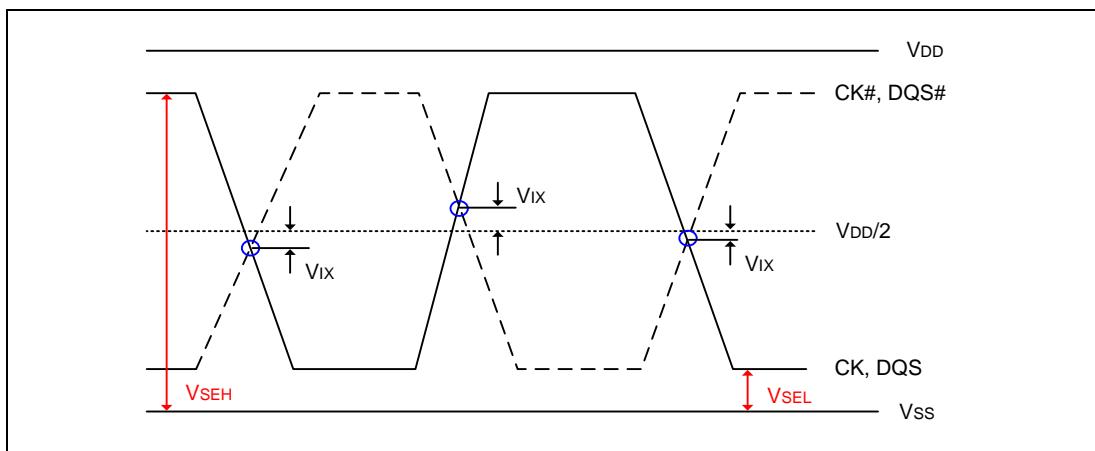 VDD
CK#, DQS#
VIX
VDD/2
VIX
VIX
CK, DQS
VSEH
VSEL
VSS